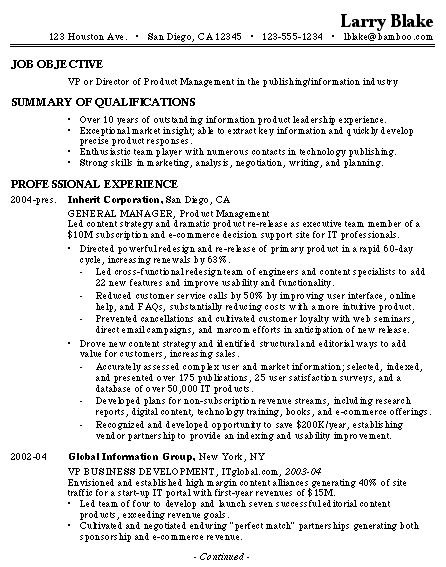 Larry Blake
123 Houston Ave. • San Diego, CA 12345 • 123-555-1234 • lblake@bamboo.com
JOB OBJECTIVE
VP or Director of Product Management in the publishing/information industry
SUMMARY OF QUALIFICATIONS
• Over 10 years of outstanding information product leadership experience.
• Exceptional market insight; able to extract key information and quickly develop
precise product responses.
• Enthusiastic team player with numerous contacts in technology publishing.
• Strong skills in marketing, analysis, negotiation, writing, and planning.
PROFESSIONAL EXPERIENCE
2004-pres. Inherit Corporation, San Diego, CA
GENERAL MANAGER, Product Management
Led content strategy and dramatic product re-release as executive team member of a
$10M subscription and e-commerce decision support site for IT professionals.
• Directed powerful redesign and re-release of primary product in a rapid 60-day
cycle, increasing renewals by 63%.
- Led cross-functional redesign team of engineers and content specialists to add
22 new features and improve usability and functionality.
- Reduced customer service calls by 50% by improving user interface, online
help, and FAQs, substantially reducing costs with a more intuitive product.
- Prevented cancellations and cultivated customer loyalty with web seminars,
direct email campaigns, and marcom efforts in anticipation of new release.
• Drove new content strategy and identified structural and editorial ways to add
value for customers, increasing sales.
- Accurately assessed complex user and market information; selected, indexed,
and presented over 175 publications, 25 user satisfaction surveys, and a
database of over 50,000 IT products.
- Developed plans for non-subscription revenue streams, including research
reports, digital content, technology training, books, and e-commerce offerings.
- Recognized and developed opportunity to save $200K/year, establishing
vendor partnership to provide an indexing and usability improvement.
2002-04 Global Information Group, New York, NY
VP BUSINESS DEVELOPMENT, ITglobal.com, 2003-04
Envisioned and established high margin content alliances generating 40% of site
traffic for a start-up IT portal with first-year revenues of $15M.
• Led team of four to develop and launch seven successful editorial content
products, exceeding revenue goals.
• Cultivated and negotiated enduring "perfect match" partnerships generating both
sponsorship and e-commerce revenue.
- Continued -